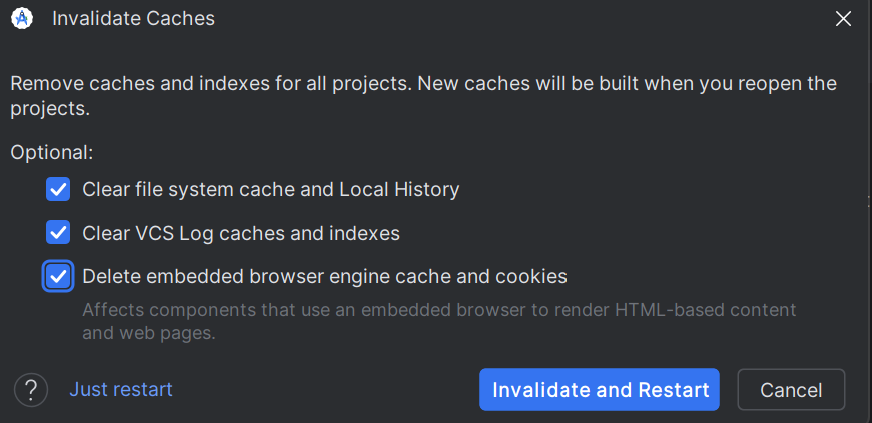 Invalidate Caches
Remove caches and indexes for all projects. New caches will be built when you reopen the
projects.
Optional:
Clear file system cache and Local History
Clear VCS Log caches and indexes
Delete embedded browser engine cache and cookies
Affects components that use an embedded browser to render HTML-based content
and web pages.
? Just restart Invalidate and Restart Cancel